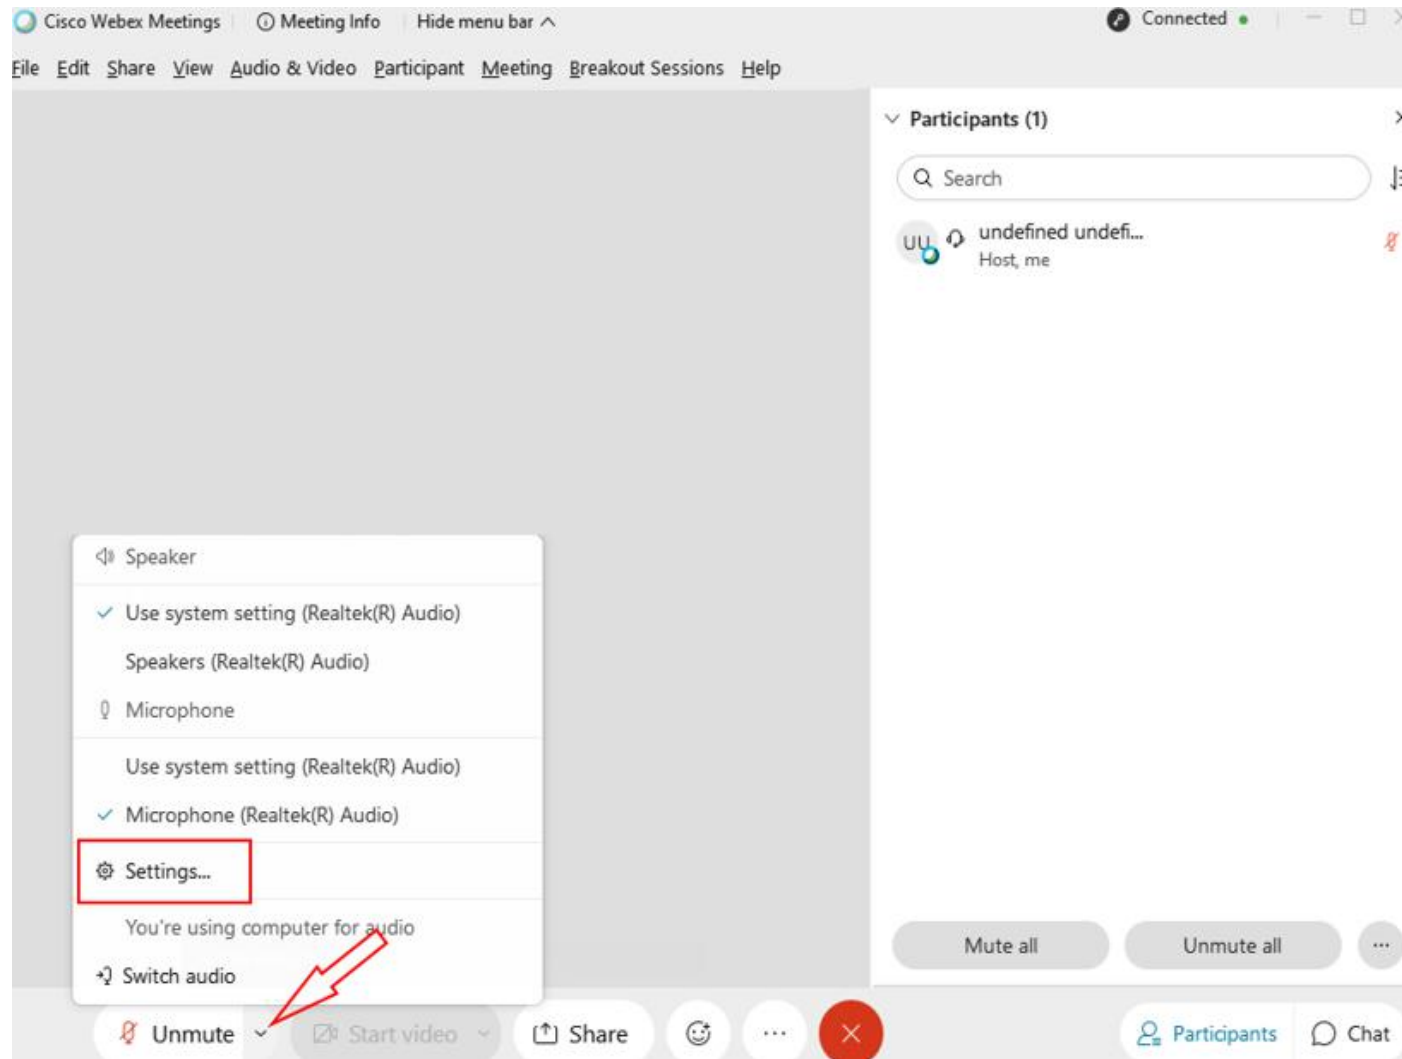 Cisco Webex Meetings Meeting Info Hide menu bar Connected
File Edit Share View Audio & Video Participant Meeting Breakout Sessions Help
Participants (1)
Search
UU undefined undefi...
Host, me
Speaker
Use system setting (Realtek(R) Audio)
Speakers (Realtek(R) Audio)
Microphone
Use system setting (Realtek(R) Audio)
Microphone (Realtek(R) Audio)
Settings...
You're using computer for audio
Switch audio
Mute all Unmute all ...
Unmute Start video Share ... Participants Chat